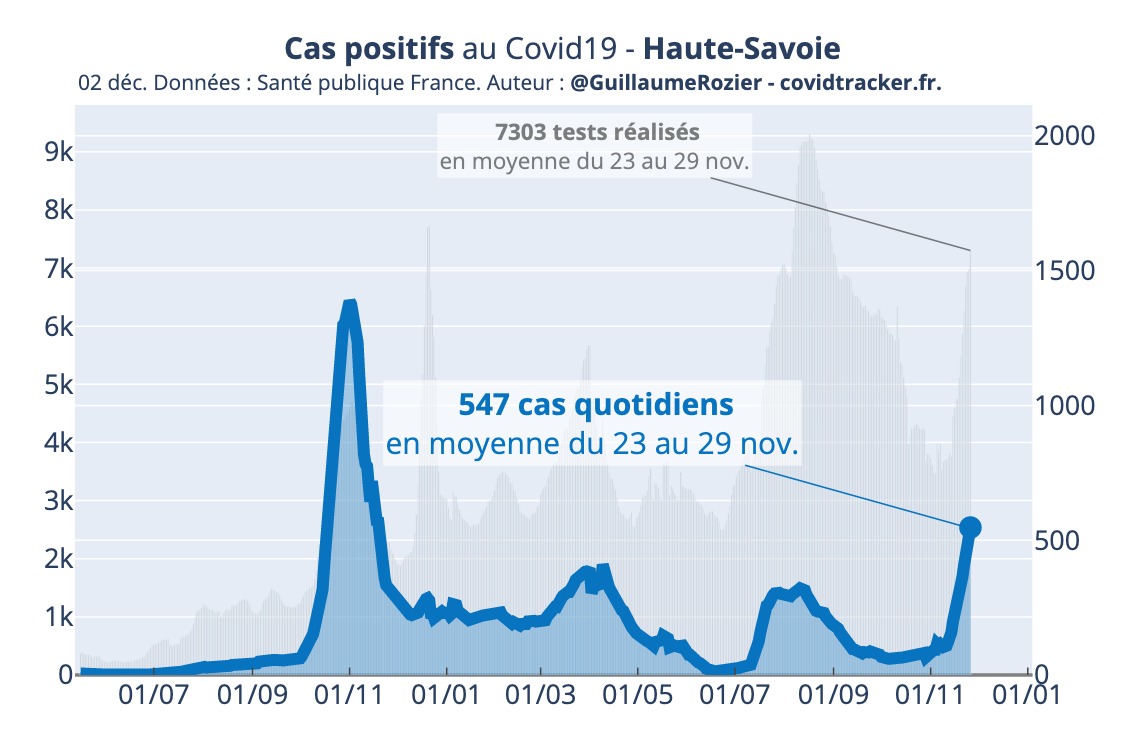 Cas positifs au Covid19 - Haute-Savoie
02 déc. Données : Santé publique France. Auteur : @GuillaumeRozier - covidtracker.fr.
7303 tests réalisés
en moyenne du 23 au 29 nov.
547 cas quotidiens
en moyenne du 23 au 29 nov.
9k
8k
7k
6k
5k
4k
3k
2k
1k
0
2000
1500
1000
500
0
01/07 01/09 01/11 01/01 01/03 01/05 01/07 01/09 01/11 01/01